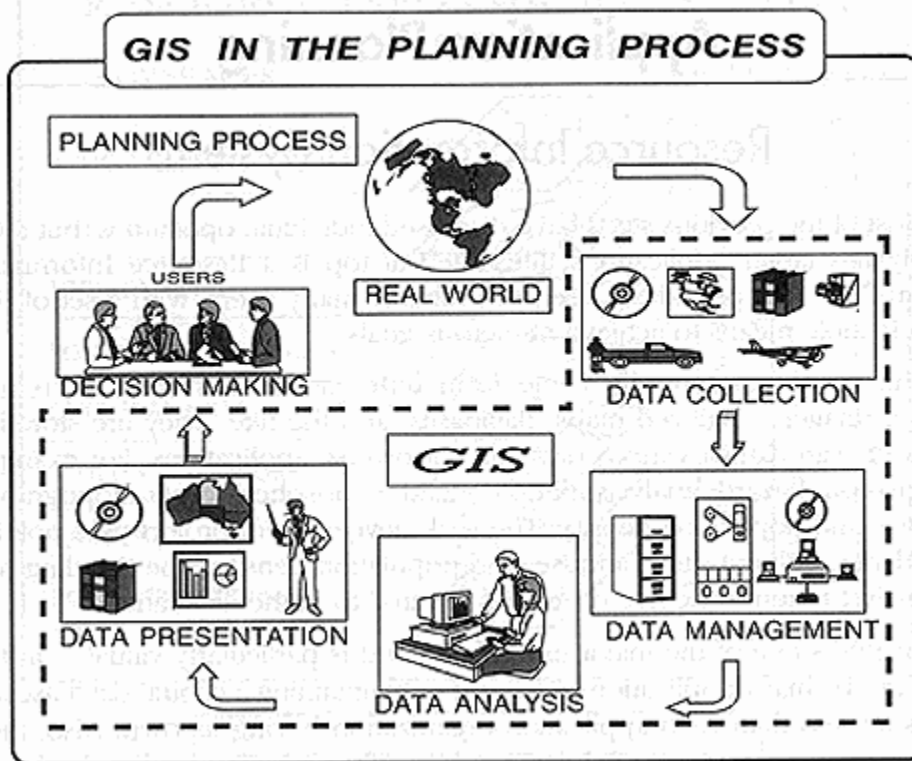 GIS IN THE PLANNING PROCESS
PLANNING PROCESS
USERS
REAL WORLD
DECISION MAKING
DATA COLLECTION
GIS
DATA PRESENTATION
DATA MANAGEMENT
DATA ANALYSIS